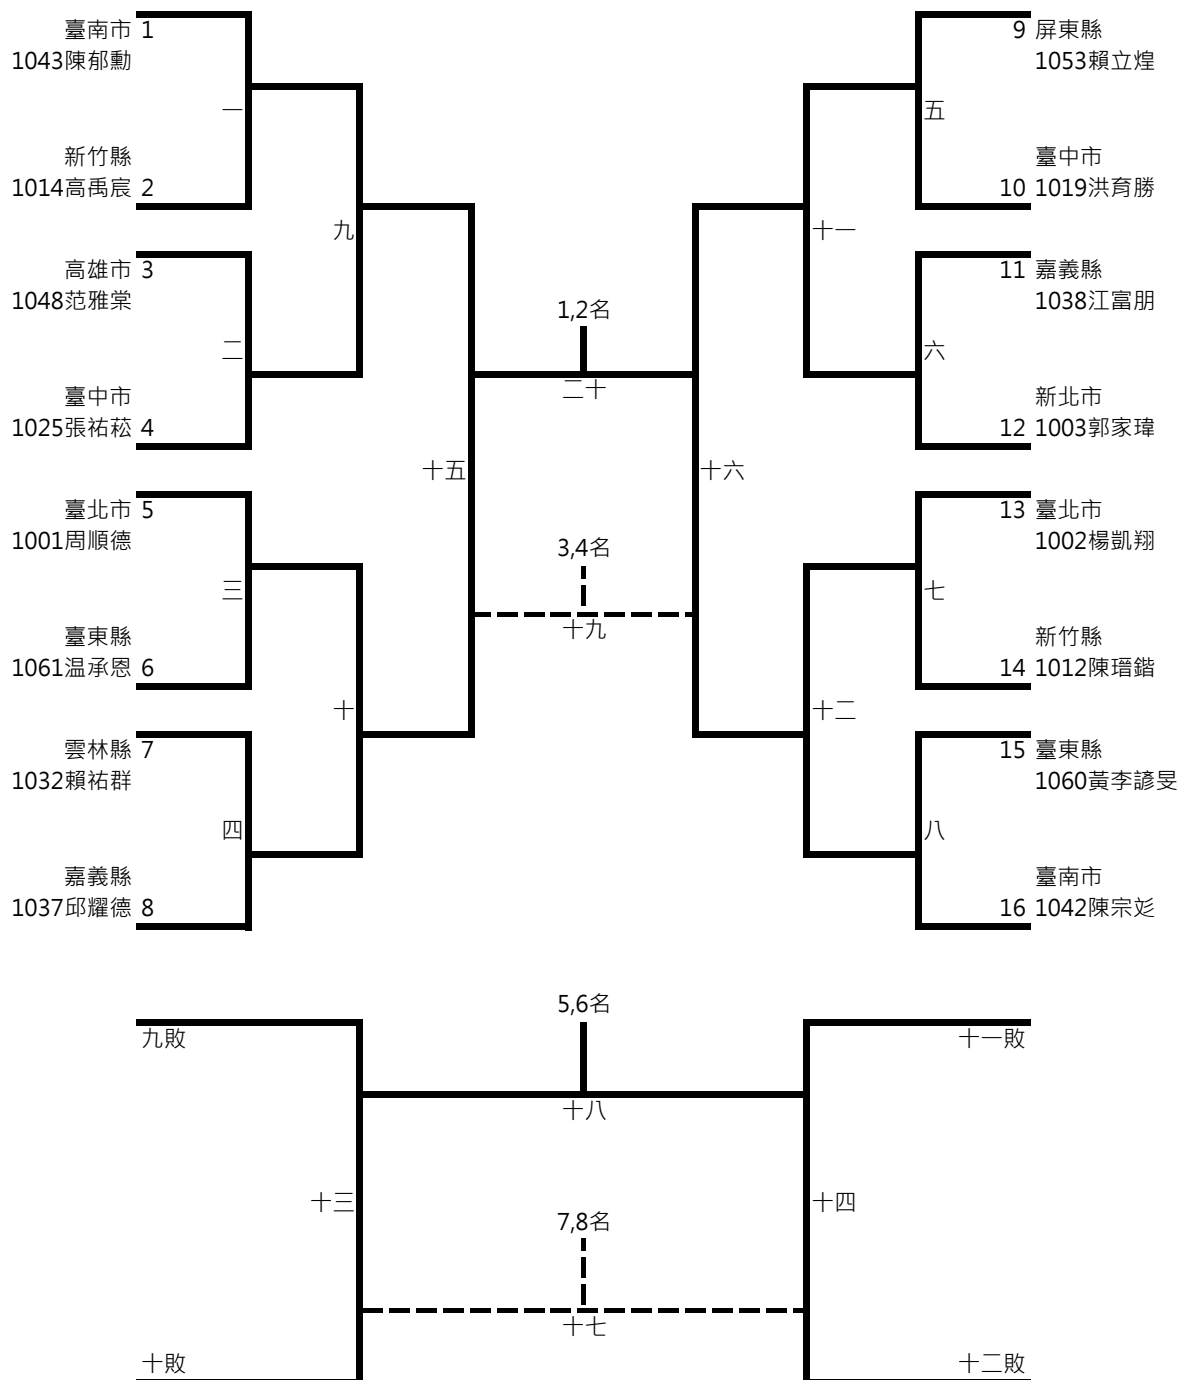 臺南市 1
1043陳郁勳
一
新竹縣
1014高禹宸 2
九
高雄市 3
1048范雅棠
二
臺中市
1025張祐菘 4
十五
臺北市 5
1001周順德
三
臺東縣
1061温承恩 6
十
雲林縣 7
1032賴祐群
四
嘉義縣
1037邱耀德 8
1,2名
二十
3,4名
十九
9 屏東縣
1053賴立煌
五
臺中市
10 1019洪育勝
十一
11 嘉義縣
1038江富朋
六
新北市
12 1003郭家瑋
十六
13 臺北市
1002楊凱翔
七
新竹縣
14 1012陳瑨鍇
十二
15 臺東縣
1060黃李諺旻
八
臺南市
16 1042陳宗彣
九敗
十三
十敗
5,6名
十八
7,8名
十七
十一敗
十四
十二敗